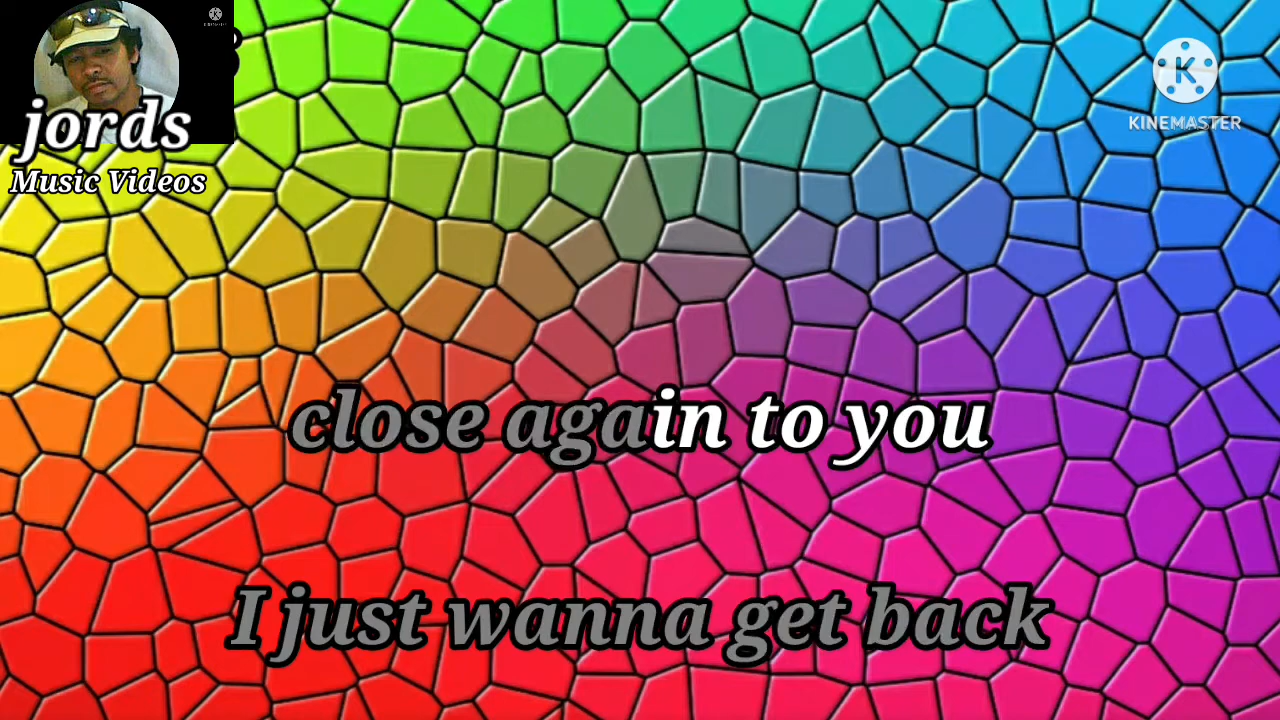 jords
Music Videos
KINEMASTER
close again to you
I just wanna get back